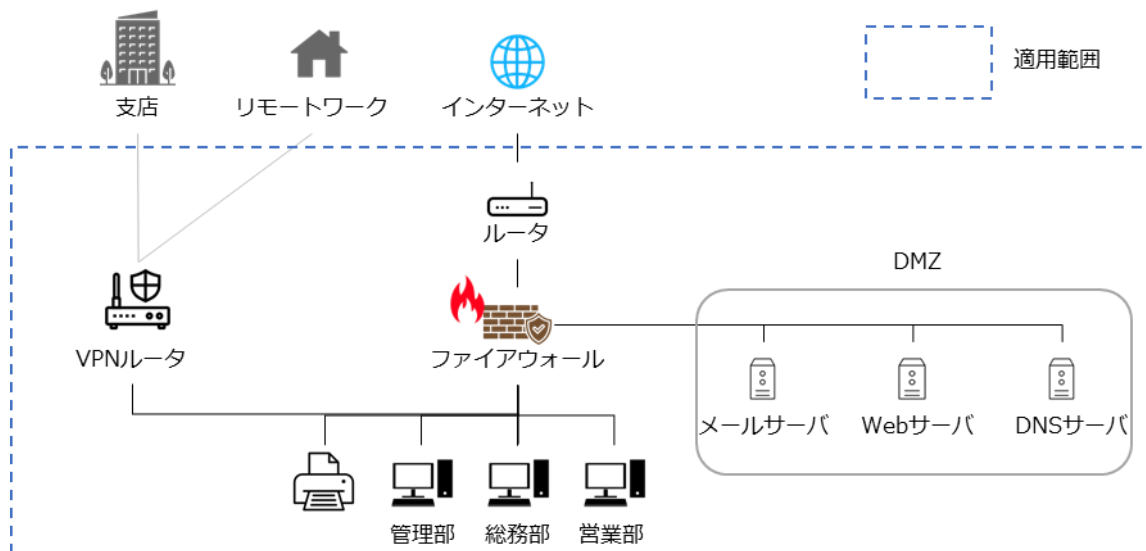 適用範囲
支店
リモートワーク
インターネット
ルータ
DMZ
VPNルータ
ファイアウォール
メールサーバ
Webサーバ
DNSサーバ
管理部
総務部
営業部